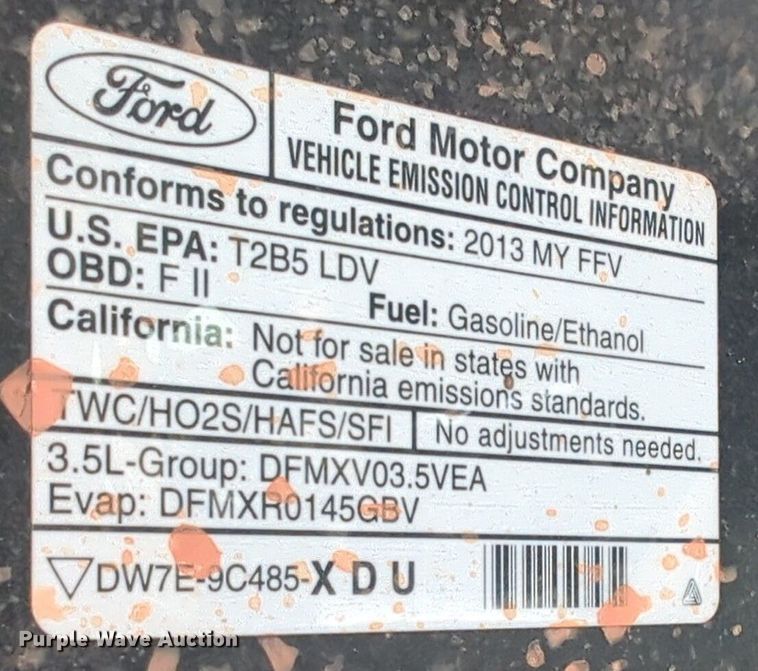 Ford
Ford Motor Company
VEHICLE EMISSION CONTROL INFORMATION
Conforms to regulations: 2013 MY FFV
U.S. EPA: T2B5 LDV
OBD: F II
Fuel: Gasoline/Ethanol
California: Not for sale in states with
California emissions standards.
TWC/HO2S/HAFS/SFI
No adjustments needed.
3.5L-Group: DFMXV03.5VEA
Evap: DFMXR0145GBV
DW7E-9C485-X D U
Purple Wave Auction